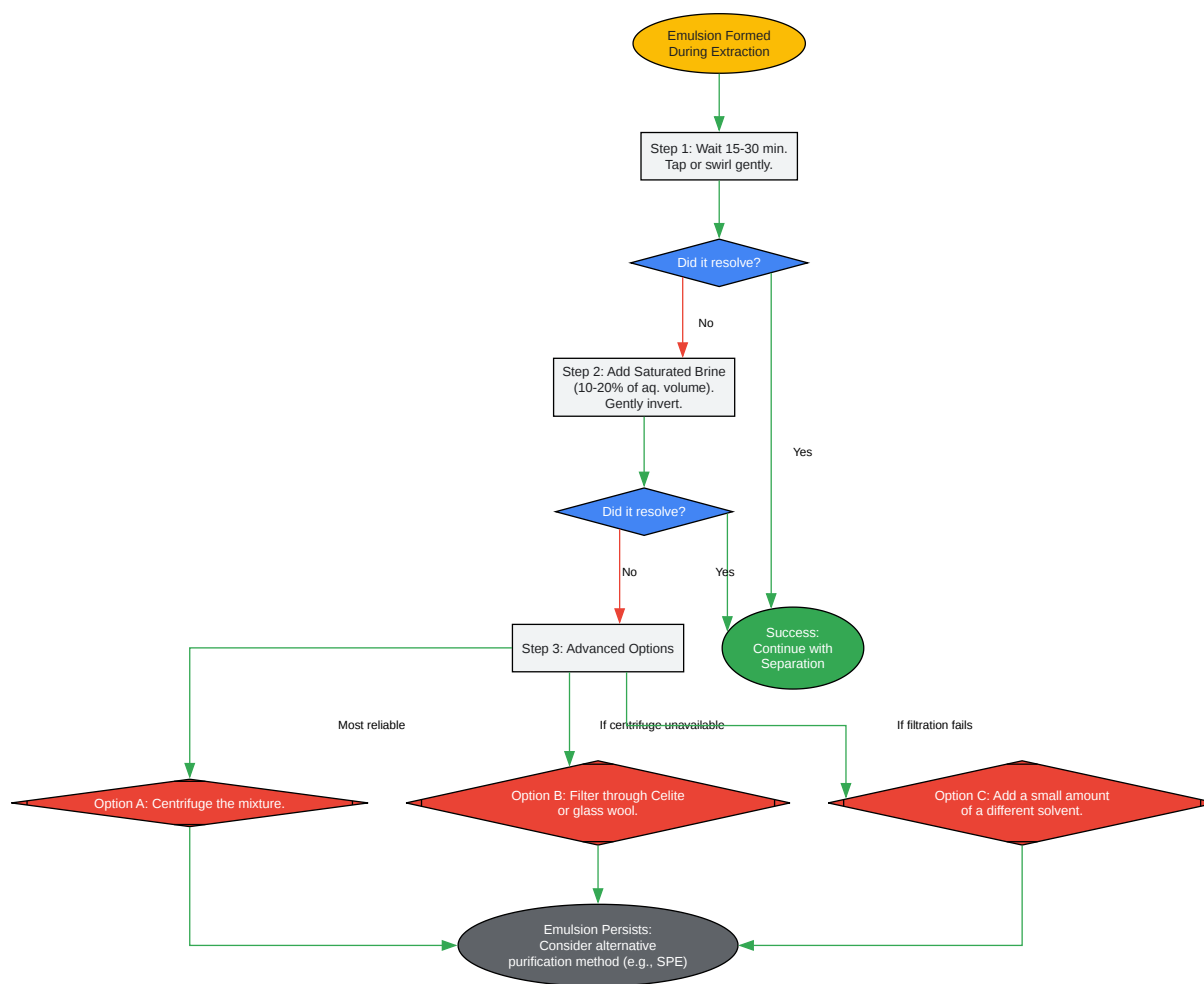 Emulsion Formed
During Extraction
Step 1: Wait 15-30 min.
Tap or swirl gently.
Did it resolve?
No
Step 2: Add Saturated Brine
(10-20% of aq. volume).
Gently invert.
Yes
Did it resolve?
No
Yes
Step 3: Advanced Options
Success:
Continue with
Separation
Most reliable
If centrifuge unavailable
If filtration fails
Option A: Centrifuge the mixture.
Option B: Filter through Celite
or glass wool.
Option C: Add a small amount
of a different solvent.
Emulsion Persists:
Consider alternative
purification method (e.g., SPE)